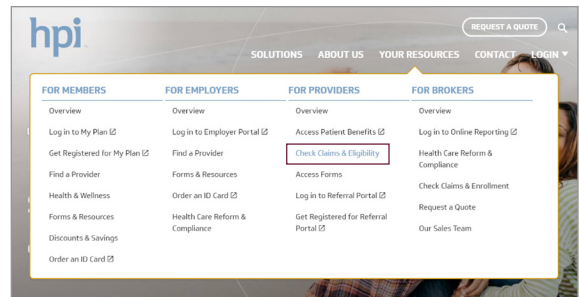 hpi
REQUEST A QUOTE
SOLUTIONS ABOUT US YOUR RESOURCES CONTACT LOGIN
FOR MEMBERS
Overview
Log in to My Plan
Get Registered for My Plan
Find a Provider
Health & Wellness
Forms & Resources
Discounts & Savings
Order an ID Card
FOR EMPLOYERS
Overview
Log in to Employer Portal
Find a Provider
Forms & Resources
Order an ID Card
Health Care Reform &
Compliance
FOR PROVIDERS
Overview
Access Patient Benefits
Check Claims & Eligibility
Access Forms
Log in to Referral Portal
Get Registered for Referral
Portal
FOR BROKERS
Overview
Log in to Online Reporting
Health Care Reform &
Compliance
Check Claims & Enrollment
Request a Quote
Our Sales Team